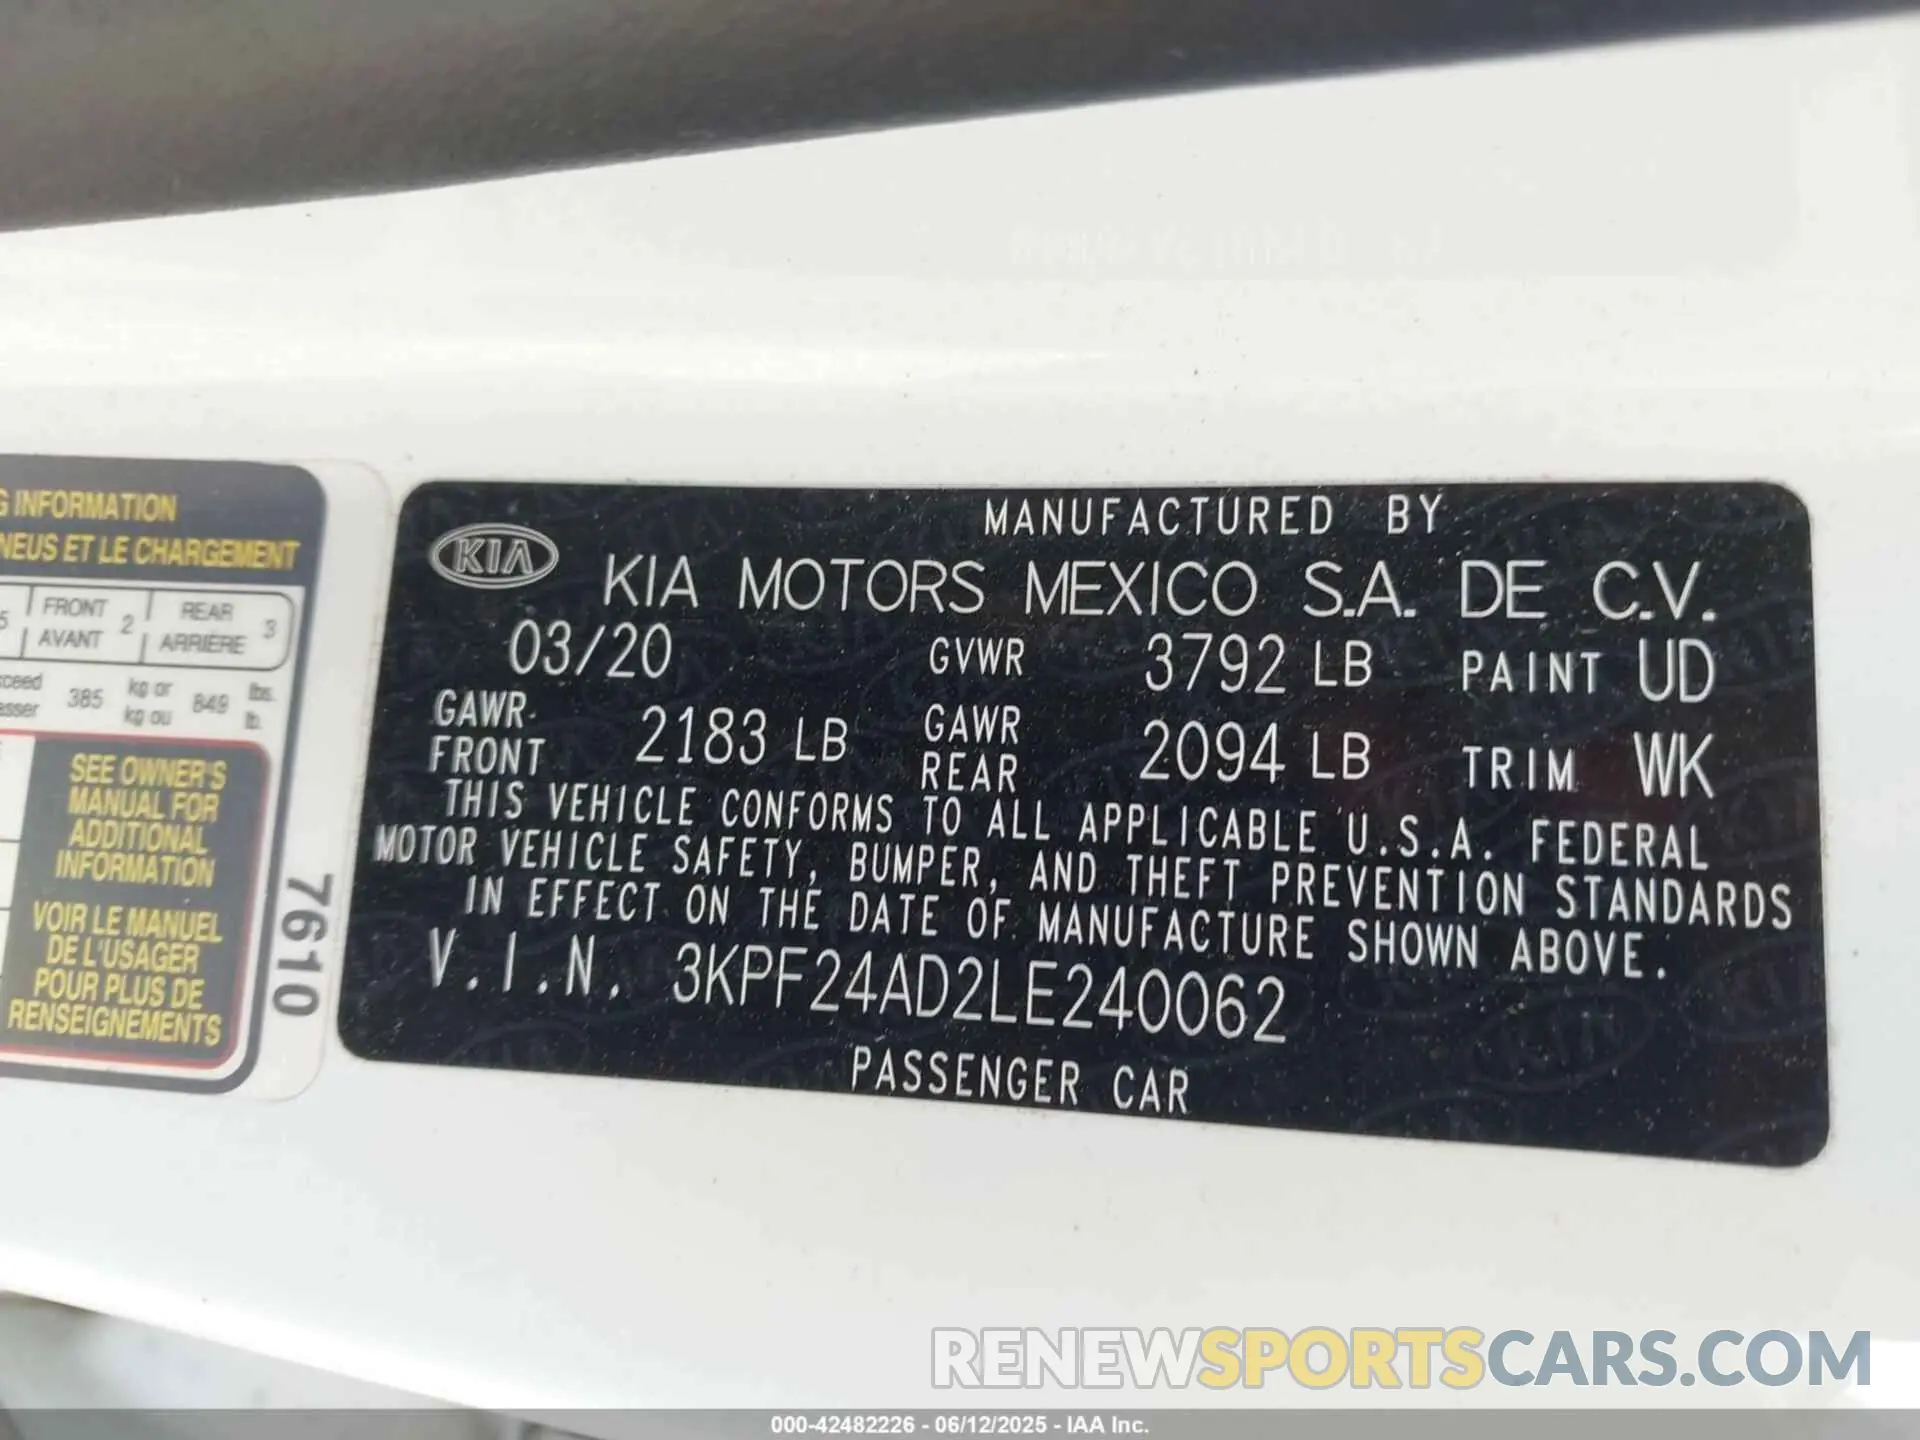 G INFORMATION
NEUS ET LE CHARGEMENT
5 FRONT 2 REAR 3
AVANT ARRIÈRE
xceed 385 kg or 849 lbs.
asser kg ou lb.
SEE OWNER'S
MANUAL FOR
ADDITIONAL
INFORMATION
VOIR LE MANUEL
DE L'USAGER
POUR PLUS DE
RENSEIGNEMENTS
7610
MANUFACTURED BY
KIA KIA MOTORS MEXICO S.A. DE C.V.
03/20 GVWR 3792 LB PAINT UD
GAWR FRONT 2183 LB GAWR REAR 2094 LB TRIM WK
THIS VEHICLE CONFORMS TO ALL APPLICABLE U.S.A. FEDERAL
MOTOR VEHICLE SAFETY, BUMPER, AND THEFT PREVENTION STANDARDS
IN EFFECT ON THE DATE OF MANUFACTURE SHOWN ABOVE.
V.I.N. 3KPF24AD2LE240062
PASSENGER CAR
RENEWSPORTSCARS.COM
000-42482226 - 06/12/2025 - IAA Inc.